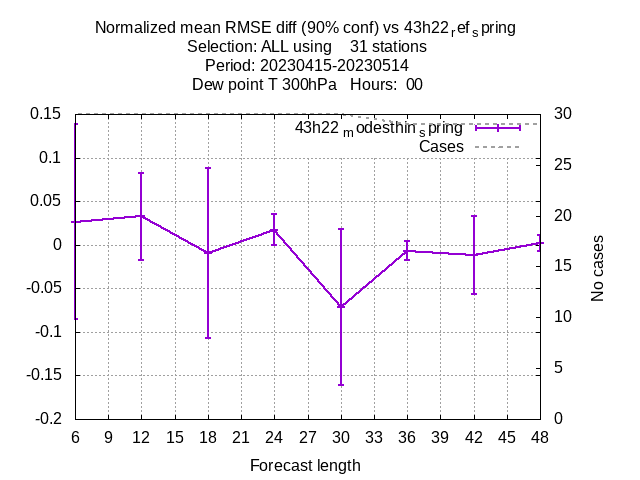 Normalized mean RMSE diff (90% conf) vs 43h22ref spring
Selection: ALL using 31 stations
Period: 20230415-20230514
Dew point T 300hPa Hours: 00
0.15
0.1
0.05
0
-0.05
-0.1
-0.15
-0.2
30
25
20
15
10
5
0
No cases
43h22modesthinspring
Cases
6 9 12 15 18 21 24 27 30 33 36 39 42 45 48
Forecast length